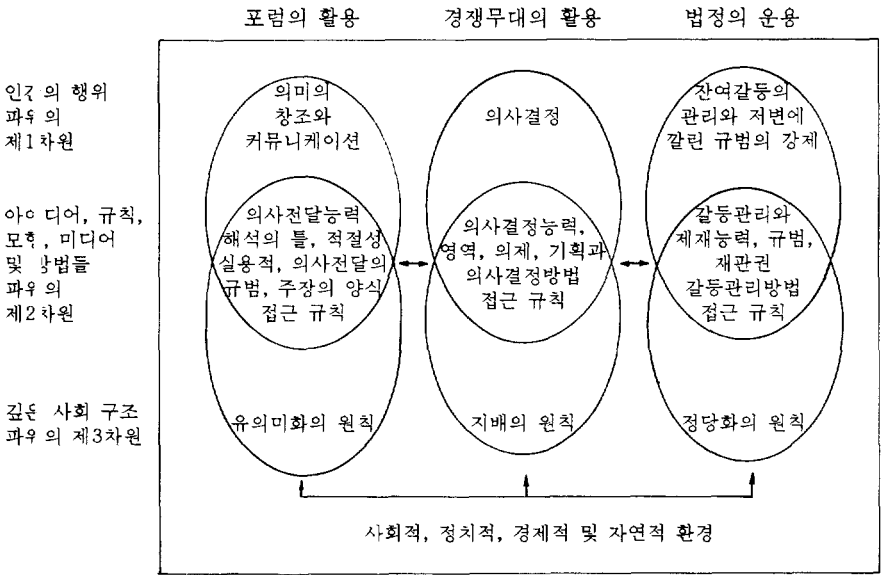 포럼의 활용 경쟁무대의 활용 법정의 운용
인간의 행위
파우의
제1차원
의미의
창조와
커뮤니케이션
의사결정
잔여갈등의
관리와 저변에
깔린 규범의 강제
아이디어, 규칙,
모형, 미디어
및 방법들
파우의
제2차원
의사전달능력
해석의 틀, 적절성
실용적, 의사전달의
규범, 주장의 양식
접근 규칙
의사결정능력,
영역, 의제, 기획과
의사결정방법
접근 규칙
갈등관리와
제재능력, 규범,
재관권
갈등관리방법
접근 규칙
깊은 사회 구조
파우의 제3차원
유의미화의 원칙
지배의 원칙
정당화의 원칙
사회적, 정치적, 경제적 및 자연적 환경